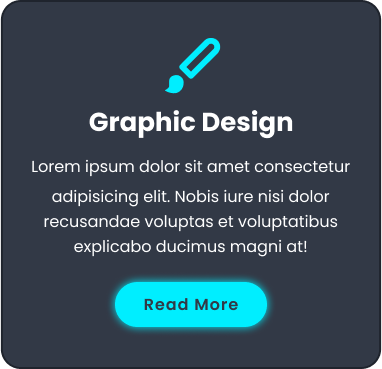 Graphic Design
Lorem ipsum dolor sit amet consectetur
adipisicing elit. Nobis iure nisi dolor
recusandae voluptas et voluptatibus
explicabo ducimus magni at!
Read More